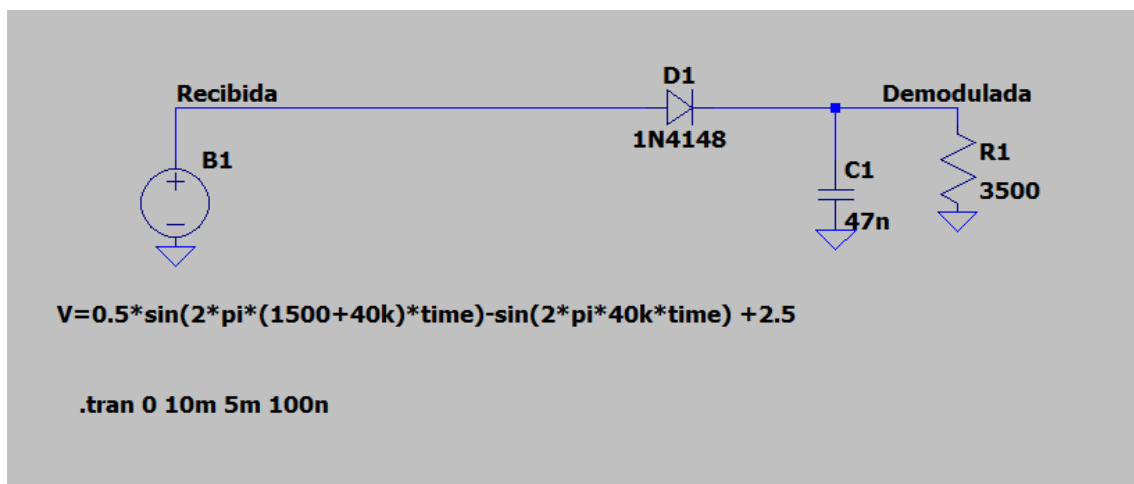 D1
Recibida
Demodulada
1N4148
B1
R1
C1
3500
47n
V=0.5*sin(2*pi*(1500+40k)*time)-sin(2*pi*40k*time) +2.5
.tran 0 10m 5m 100n